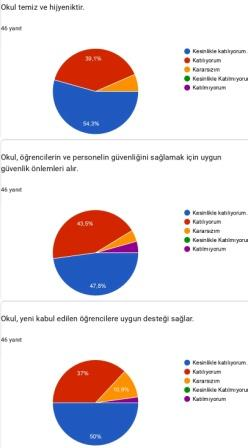 Okul temiz ve hijyeniktir.
46 yanıt
39,1%
54,3%
Kesinlikle katılıyorum
Katılıyorum
Kararsızım
Kesinlikle Katılmıyoru
Katılmıyorum
Okul, öğrencilerin ve personelin güvenliğini sağlamak için uygun
güvenlik önlemleri alır.
46 yanıt
43,5%
47,8%
Kesinlikle katılıyorum
Katılıyorum
Kararsızım
Kesinlikle Katılmıyoru
Katılmıyorum
Okul, yeni kabul edilen öğrencilere uygun desteği sağlar.
46 yanıt
37%
10,9%
50%
Kesinlikle katılıyorum
Katılıyorum
Kararsızım
Kesinlikle Katılmıyoru
Katılmıyorum